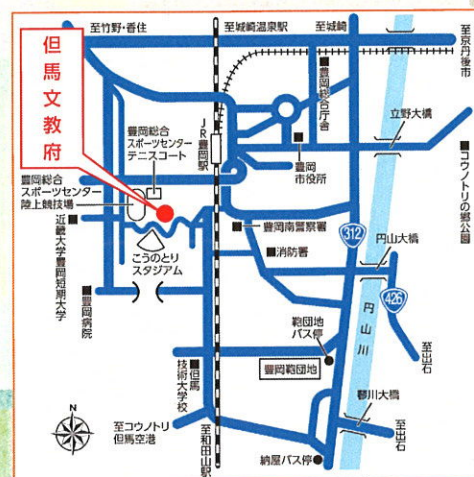 至竹野・香住
至城崎温泉駅
至城崎
至京丹後市
但馬文教府
豊岡総合庁舎
立野大橋
JR豊岡駅
豊岡総合
スポーツセンター
テニスコート
豊岡
市役所
コウノトリの郷公園
豊岡総合
スポーツセンター
陸上競技場
近畿大学豊岡短期大学
こうのとり
スタジアム
豊岡南警察署
312
円山大橋
消防署
豊岡病院
426
円山川
鞄団地
バス停
至出石
豊岡鞄団地
但馬
技術大学校
N
至コウノトリ
但馬空港
至和田山駅
鶴川大橋
至出石
納屋バス停